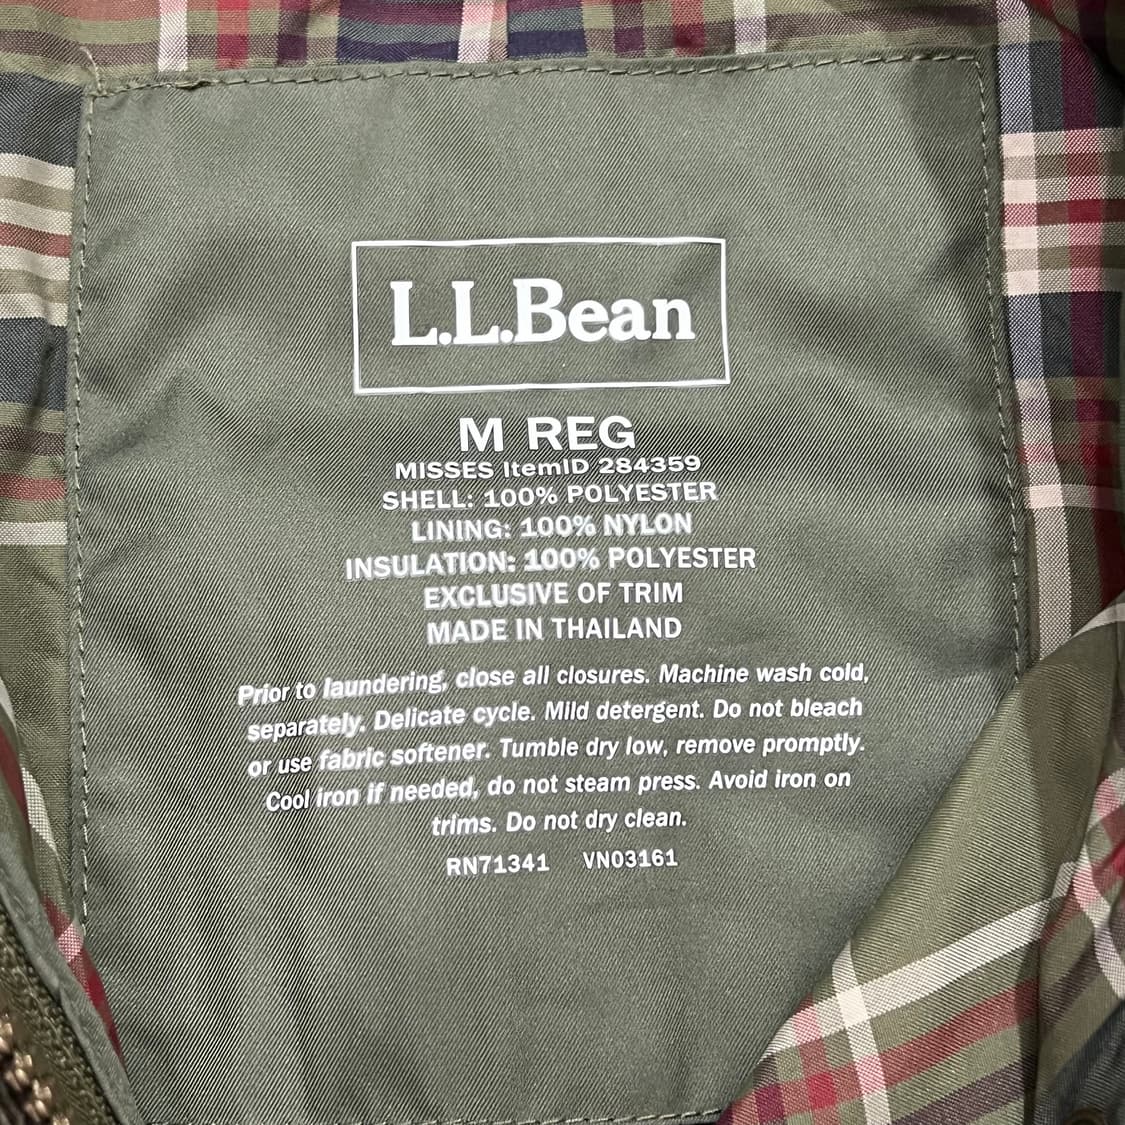 L.L.Bean
M REG
MISSES ItemID 284359
SHELL: 100% POLYESTER
LINING: 100% NYLON
INSULATION: 100% POLYESTER
EXCLUSIVE OF TRIM
MADE IN THAILAND
Prior to laundering, close all closures. Machine wash cold,
separately. Delicate cycle. Mild detergent. Do not bleach
or use fabric softener. Tumble dry low, remove promptly.
Cool iron if needed, do not steam press. Avoid iron on
trims. Do not dry clean.
RN71341 VN03161